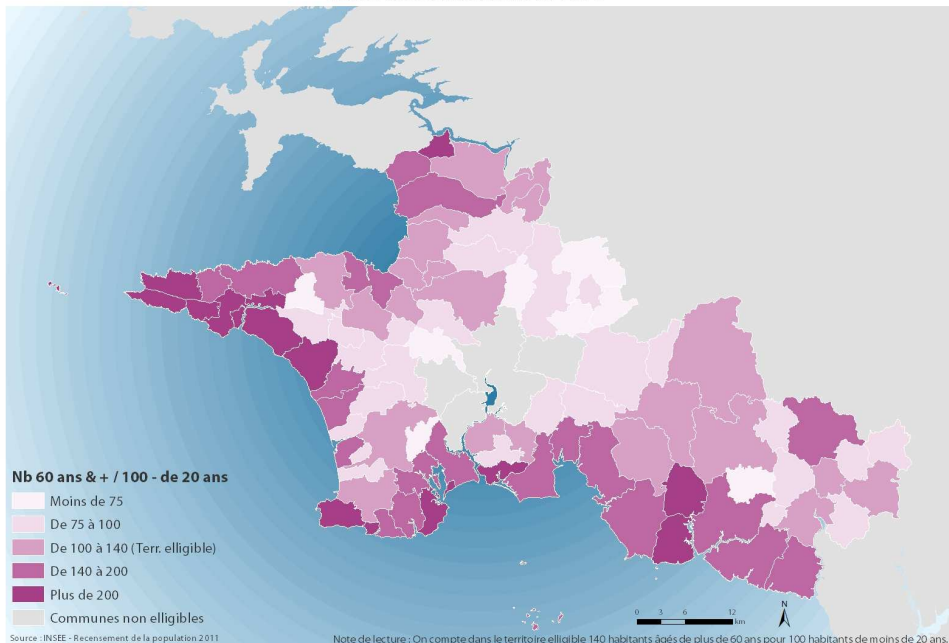 Nb 60 ans & + / 100 - de 20 ans
Moins de 75
De 75 à 100
De 100 à 140 (Terr. elligible)
De 140 à 200
Plus de 200
Communes non elligibles
0 3 6 12
km
N
Source : INSEE - Recensement de la population 2011
Note de lecture : On compte dans le territoire elligible 140 habitants âgés de plus de 60 ans pour 100 habitants de moins de 20 ans